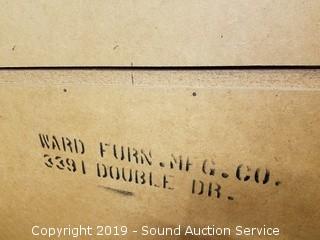 WARD FURN. MFG. CO.
3391 DOUBLE DR.
Copyright 2019 - Sound Auction Service